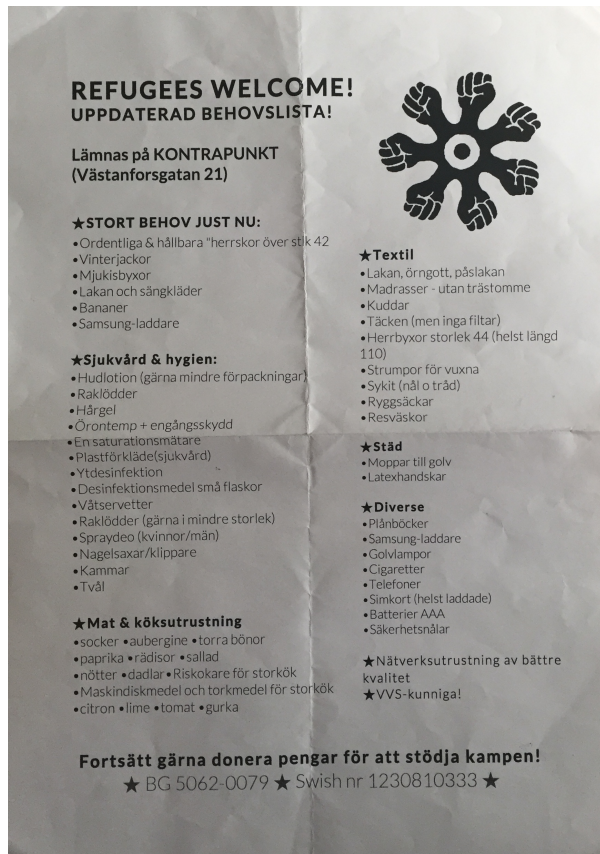 REFUGEES WELCOME!
UPPDATERAD BEHOVSLISTA!
Lämnas på KONTRAPUNKT
(Västanforsgatan 21)
★STORT BEHOV JUST NU:
•Ordentliga & hållbara "herrskor över stlk 42
•Vinterjackor
•Mjukisbyxor
•Lakan och sängkläder
•Bananer
•Samsung-laddare
★Sjukvård & hygien:
•Hudlotion (gärna mindre förpackningar)
•Raklödder
•Hårgel
•Örontemp + engångsskydd
•En saturationsmätare
•Plastförkläde(sjukvård)
•Ytdesinfektion
•Desinfektionsmedel små flaskor
•Våtservetter
•Raklödder (gärna i mindre storlek)
•Spraydeo (kvinnor/män)
•Nagelsaxar/klippare
•Kammar
•Tvål
★Mat & köksutrustning
•socker •aubergine •torra bönor
•paprika •rädisor •sallad
•nötter •dadlar•Riskokare för storkök
•Maskindiskmedel och torkmedel för storkök
•citron •lime •tomat •gurka
★Textil
•Lakan, örngott, påslakan
•Madrasser - utan trästomme
•Kuddar
•Täcken (men inga filtar)
•Herrbyxor storlek 44 (helst längd
110)
•Strumpor för vuxna
•Sykit (nål o tråd)
•Ryggsäckar
•Resväskor
★Städ
•Moppar till golv
•Latexhandskar
★Diverse
•Plånböcker
•Samsung-laddare
•Golvlampor
•Cigaretter
•Telefoner
•Simkort (helst laddade)
•Batterier AAA
•Säkerhetsnålar
★Nätverksutrustning av bättre
kvalitet
★VVS-kunniga!
Fortsätt gärna donera pengar för att stödja kampen!
★ BG 5062-0079 ★ Swish nr 1230810333 ★